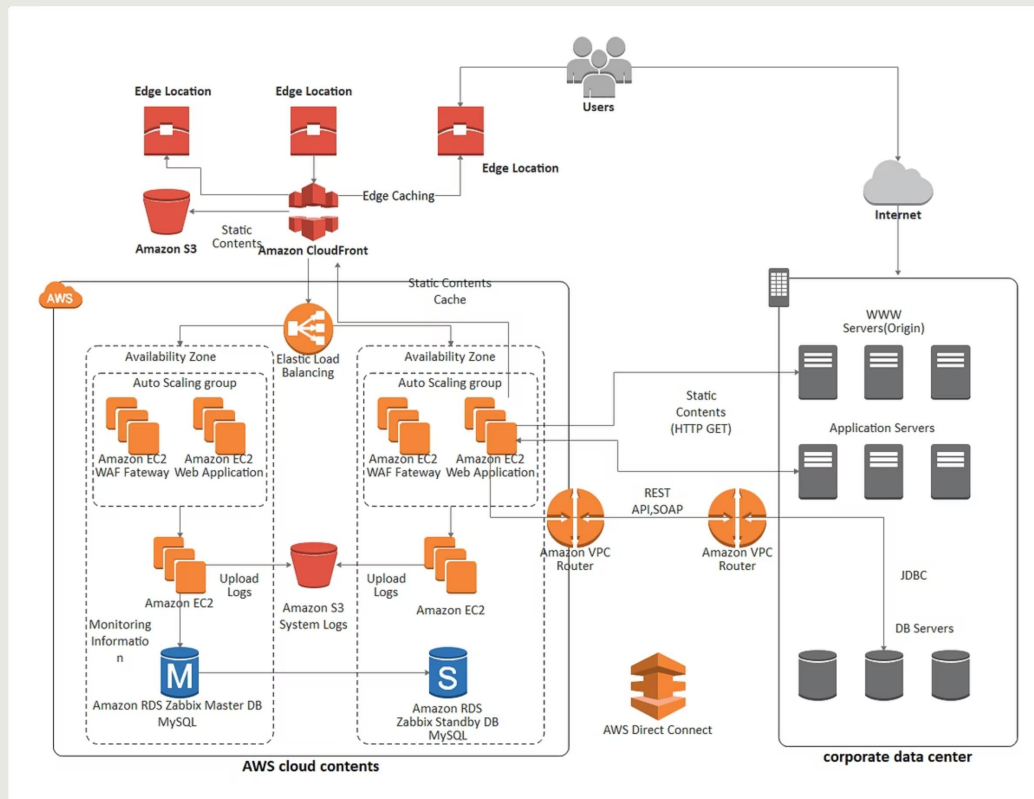 Users
Edge Location
Edge Location
Edge Location
Edge Caching
Internet
Amazon S3
Static
Contents
Amazon CloudFront
AWS
Static Contents
Cache
Elastic Load
Balancing
Availability Zone
Auto Scaling group
Amazon EC2
WAF Fateway
Amazon EC2
Web Application
Availability Zone
Auto Scaling group
Amazon EC2
WAF Fateway
Amazon EC2
Web Application
WWW
Servers(Origin)
Static
Contents
(HTTP GET)
Application Servers
REST
API,SOAP
Amazon VPC
Router
Amazon VPC
Router
JDBC
DB Servers
Amazon EC2
Upload
Logs
Amazon S3
System Logs
Upload
Logs
Amazon EC2
Monitoring
Informatio
n
M
Amazon RDS Zabbix Master DB
MySQL
S
Amazon RDS
Zabbix Standby DB
MySQL
AWS Direct Connect
AWS cloud contents
corporate data center